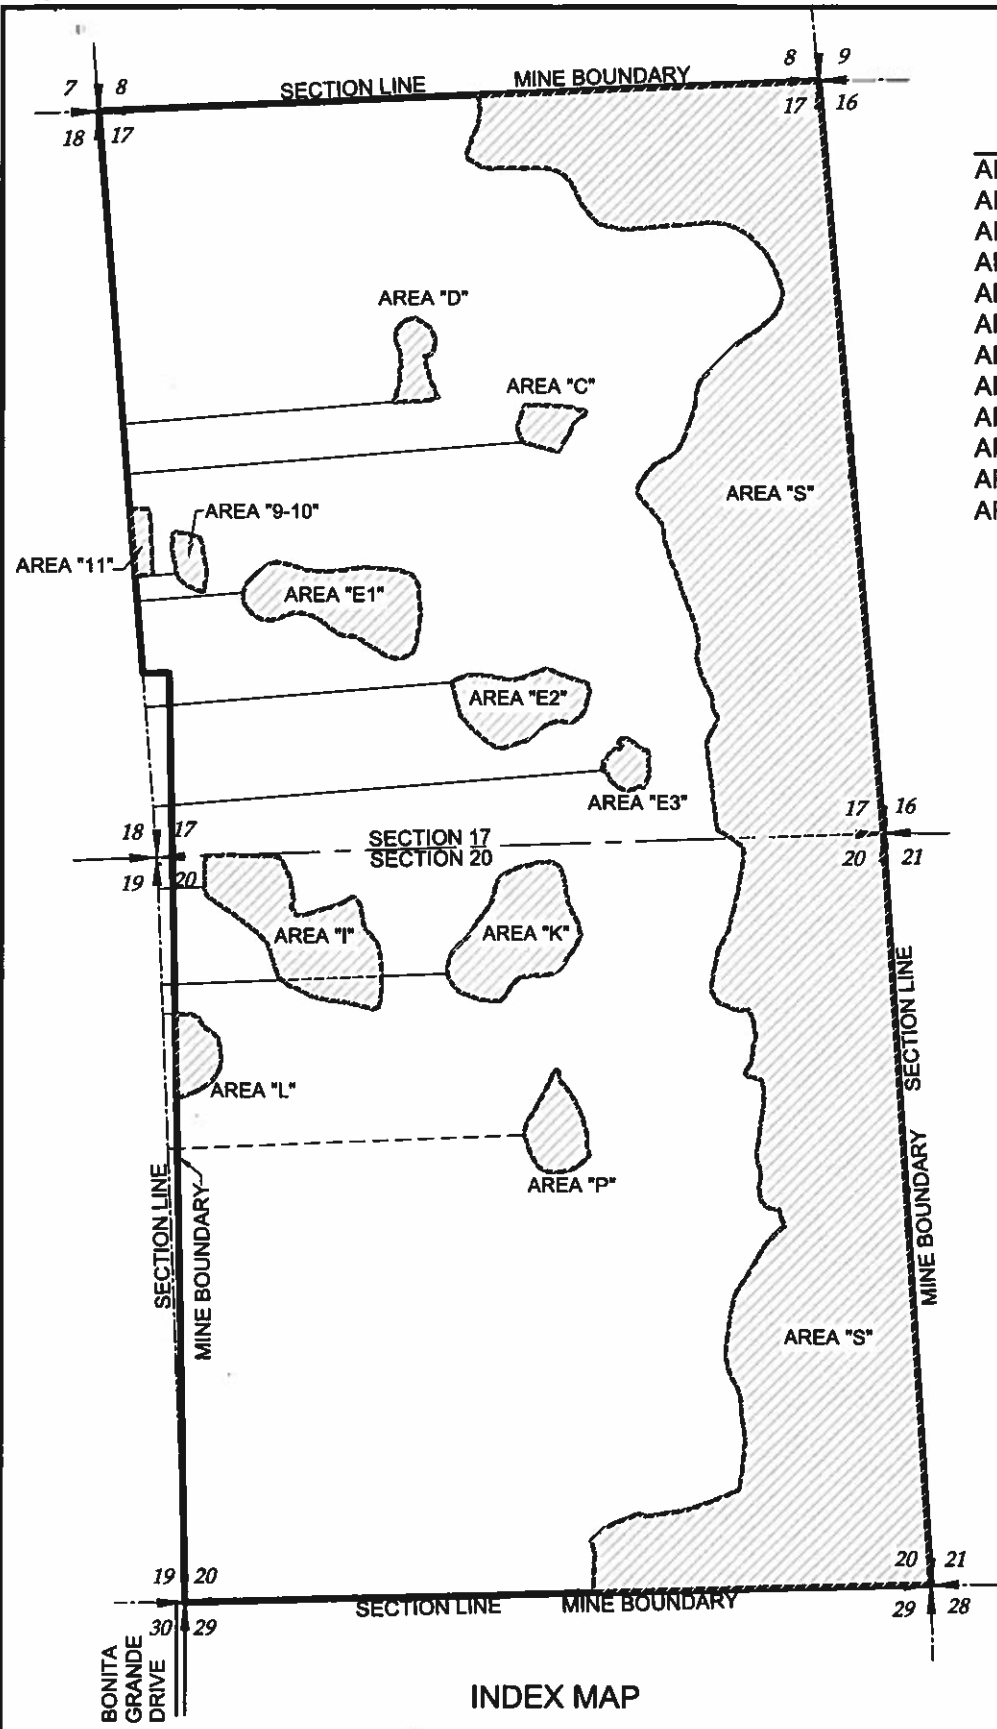 7 8
18 17
SECTION LINE MINE BOUNDARY
8 9
17 16
AREA "D"
AREA "C"
AREA "S"
AREA "9-10"
AREA "11"
AREA "E1"
AREA "E2"
AREA "E3"
18 17
19 20
SECTION 17
SECTION 20
17 16
20 21
AREA "I"
AREA "K"
AREA "L"
AREA "P"
SECTION LINE
MINE BOUNDARY
SECTION LINE
MINE BOUNDARY
AREA "S"
19 20
30 29
SECTION LINE MINE BOUNDARY
20 21
29 28
BONITA
GRANDE
DRIVE
INDEX MAP